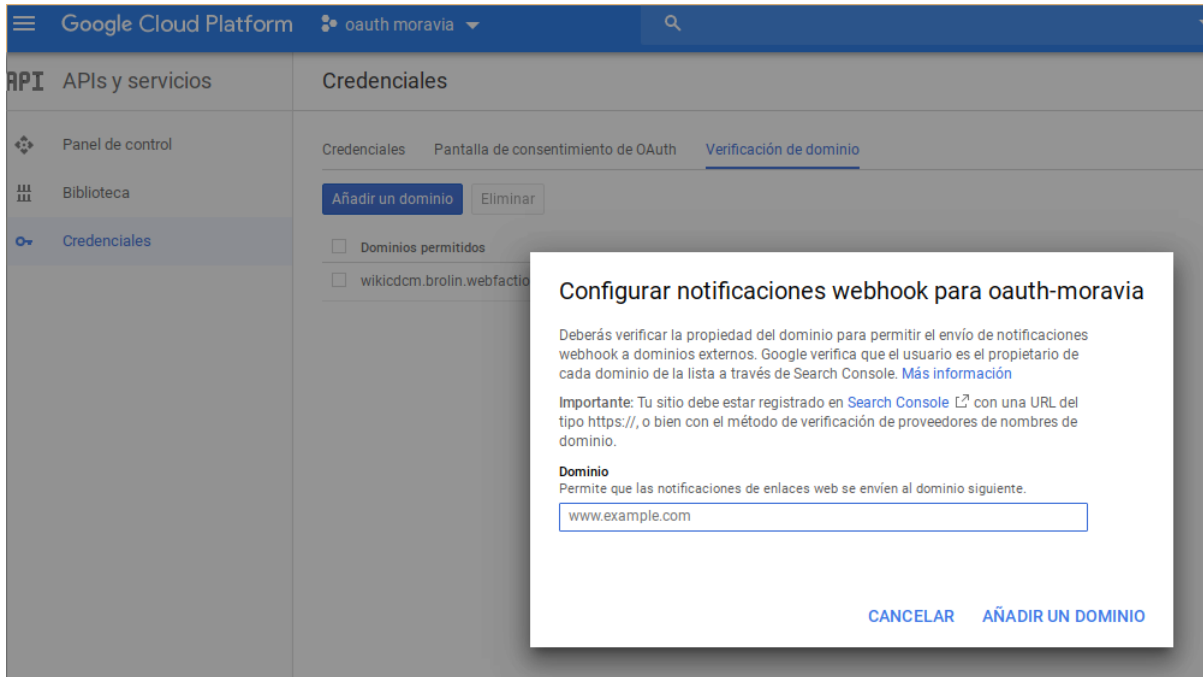 Google Cloud Platform oauth moravia
API APIs y servicios
Credenciales
Panel de control
Biblioteca
Credenciales
Credenciales Pantalla de consentimiento de OAuth Verificación de dominio
Añadir un dominio Eliminar
Dominios permitidos
wikicdcm.brolin.webfactio
Configurar notificaciones webhook para oauth-moravia
Deberás verificar la propiedad del dominio para permitir el envío de notificaciones
webhook a dominios externos. Google verifica que el usuario es el propietario de
cada dominio de la lista a través de Search Console. Más información
Importante: Tu sitio debe estar registrado en Search Console con una URL del
tipo https://, o bien con el método de verificación de proveedores de nombres de
dominio.
Dominio
Permite que las notificaciones de enlaces web se envíen al dominio siguiente.
www.example.com
CANCELAR AÑADIR UN DOMINIO